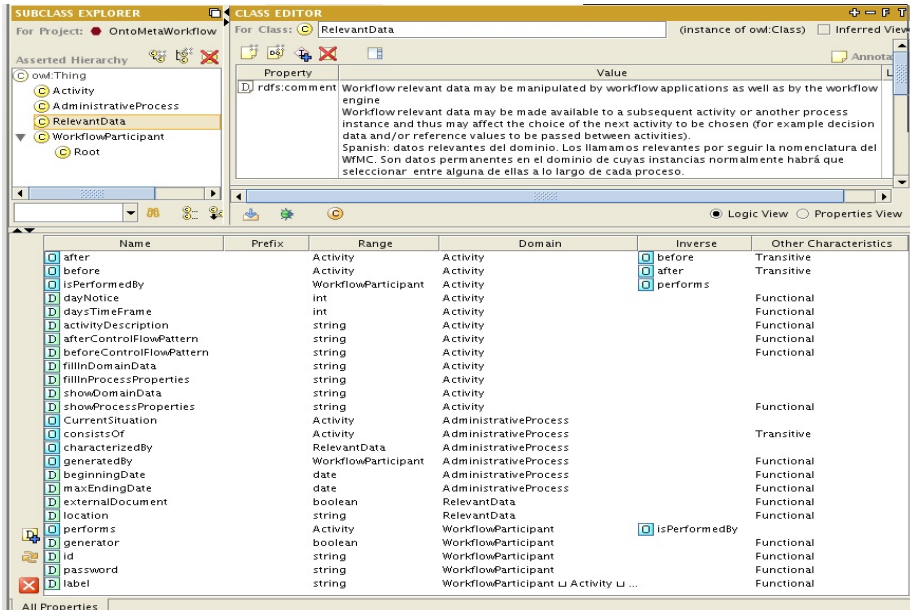 SUBCLASS EXPLORER
For Project: OntoMetaWorkflow
Asserted Hierarchy
C owl:Thing
C Activity
C AdministrativeProcess
C RelevantData
C WorkflowParticipant
C Root
CLASS EDITOR
For Class: C RelevantData (instance of owl:Class) Inferred View
Annota
Property Value L
D rdfs:comment Workflow relevant data may be manipulated by workflow applications as well as by the workflow
engine
Workflow relevant data may be made available to a subsequent activity or another process
instance and thus may affect the choice of the next activity to be chosen (for example decision
data and/or reference values to be passed between activities).
Spanish: datos relevantes del dominio. Los llamamos relevantes por seguir la nomenclatura del
WfMC. Son datos permanentes en el dominio de cuyas instancias normalmente habrá que
seleccionar entre alguna de ellas a lo largo de cada proceso.
C Logic View Properties View
Name Prefix Range Domain Inverse Other Characteristics
O after Activity Activity O before Transitive
O before Activity Activity O after Transitive
O isPerformedBy WorkflowParticipant Activity O performs
D dayNotice int Activity Functional
D daysTimeFrame int Activity Functional
D activityDescription string Activity Functional
D afterControlFlowPattern string Activity Functional
D beforeControlFlowPattern string Activity Functional
D fillInDomainData string Activity
D fillInProcessProperties string Activity
D showDomainData string Activity
D showProcessProperties string Activity Functional
O CurrentSituation Activity AdministrativeProcess
O consistsOf Activity AdministrativeProcess Transitive
O characterizedBy RelevantData AdministrativeProcess
O generatedBy WorkflowParticipant AdministrativeProcess Functional
D beginningDate date AdministrativeProcess Functional
D maxEndingDate date AdministrativeProcess Functional
D externalDocument boolean RelevantData Functional
D location string RelevantData Functional
O performs Activity WorkflowParticipant O isPerformedBy
D generator boolean WorkflowParticipant Functional
D id string WorkflowParticipant Functional
D password string WorkflowParticipant Functional
D label string WorkflowParticipant ⊔ Activity ⊔ ... Functional
All Properties